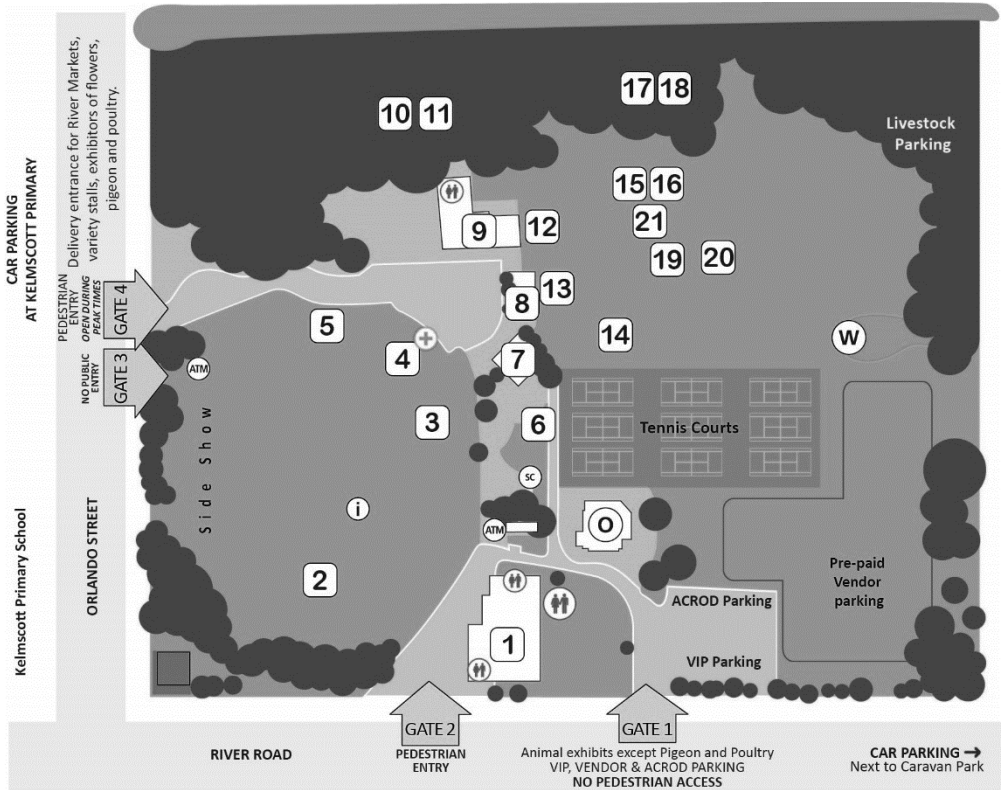 CAR PARKING
AT KELMSCOTT PRIMARY
Delivery entrance for River Markets,
variety stalls, exhibitors of flowers,
pigeon and poultry.
PEDESTRIAN
ENTRY
OPEN DURING
PEAK TIMES
GATE 4
NO PUBLIC
ENTRY
GATE 3
Kelmscott Primary School
ORLANDO STREET
10
11
17
18
Livestock
Parking
15
16
21
9
12
19
20
8
13
5
4
7
14
W
ATM
3
6
Tennis Courts
Side Show
SC
i
ATM
O
2
Pre-paid
Vendor
parking
ACROD Parking
1
VIP Parking
GATE 2
GATE 1
RIVER ROAD
PEDESTRIAN
ENTRY
Animal exhibits except Pigeon and Poultry
VIP, VENDOR & ACROD PARKING
NO PEDESTRIAN ACCESS
CAR PARKING →
Next to Caravan Park